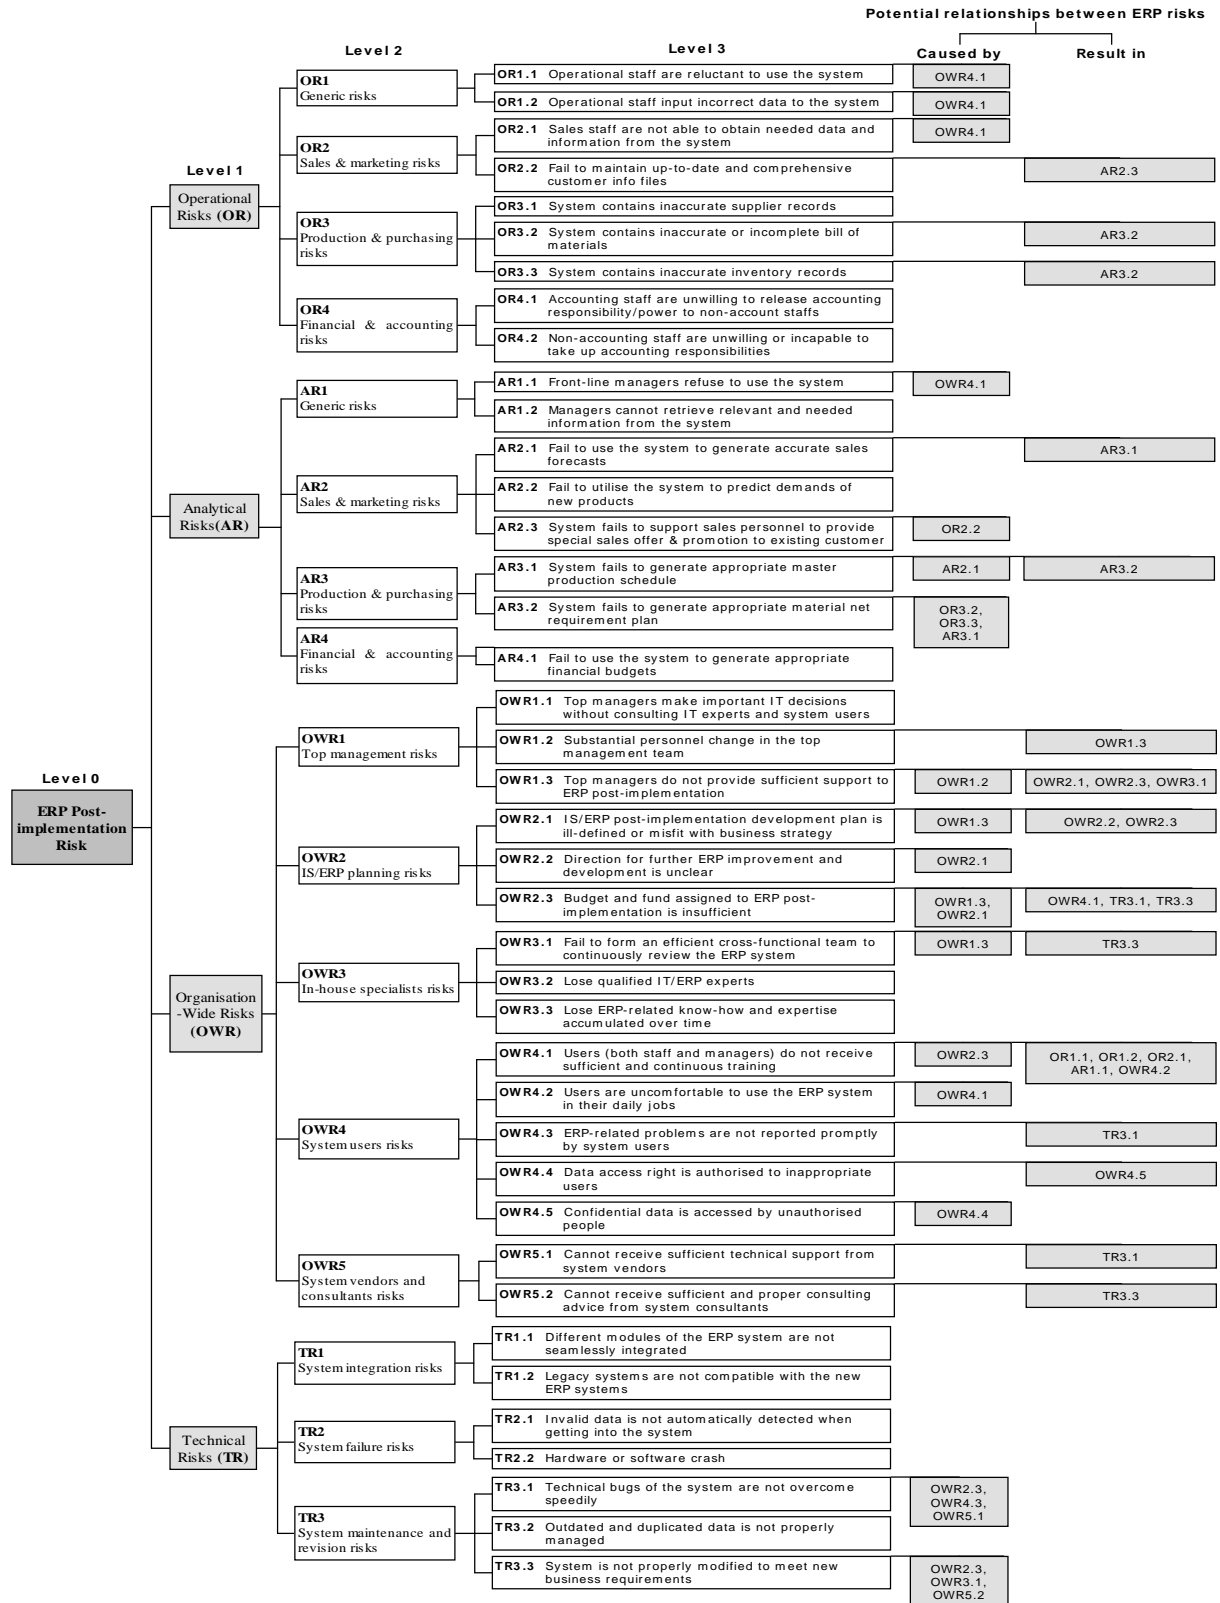 Potential relationships between ERP risks
Level 2
Level 3
Caused by
Result in
OR1
Generic risks
OR1.1 Operational staff are reluctant to use the system
OWR4.1
OR1.2 Operational staff input incorrect data to the system
OWR4.1
OR2
Sales & marketing risks
OR2.1 Sales staff are not able to obtain needed data and
information from the system
OWR4.1
OR2.2 Fail to maintain up-to-date and comprehensive
customer info files
AR2.3
Level 1
Operational
Risks (OR)
OR3
Production & purchasing
risks
OR3.1 System contains inaccurate supplier records
OR3.2 System contains inaccurate or incomplete bill of
materials
AR3.2
OR3.3 System contains inaccurate inventory records
AR3.2
OR4
Financial & accounting
risks
OR4.1 Accounting staff are unwilling to release accounting
responsibility/power to non-account staffs
OR4.2 Non-accounting staff are unwilling or incapable to
take up accounting responsibilities
AR1
Generic risks
AR1.1 Front-line managers refuse to use the system
OWR4.1
AR1.2 Managers cannot retrieve relevant and needed
information from the system
Analytical
Risks(AR)
AR2
Sales & marketing risks
AR2.1 Fail to use the system to generate accurate sales
forecasts
AR3.1
AR2.2 Fail to utilise the system to predict demands of
new products
AR2.3 System fails to support sales personnel to provide
special sales offer & promotion to existing customer
OR2.2
AR3
Production & purchasing
risks
AR3.1 System fails to generate appropriate master
production schedule
AR2.1
AR3.2
AR3.2 System fails to generate appropriate material net
requirement plan
OR3.2,
OR3.3,
AR3.1
AR4
Financial & accounting
risks
AR4.1 Fail to use the system to generate appropriate
financial budgets
Level 0
ERP Post-
implementation
Risk
OWR1
Top management risks
OWR1.1 Top managers make important IT decisions
without consulting IT experts and system users
OWR1.2 Substantial personnel change in the top
management team
OWR1.3
OWR1.3 Top managers do not provide sufficient support to
ERP post-implementation
OWR1.2
OWR2.1, OWR2.3, OWR3.1
OWR2
IS/ERP planning risks
OWR2.1 IS/ERP post-implementation development plan is
ill-defined or misfit with business strategy
OWR1.3
OWR2.2, OWR2.3
OWR2.2 Direction for further ERP improvement and
development is unclear
OWR2.1
OWR2.3 Budget and fund assigned to ERP post-
implementation is insufficient
OWR1.3,
OWR2.1
OWR4.1, TR3.1, TR3.3
Organisation
-Wide Risks
(OWR)
OWR3
In-house specialists risks
OWR3.1 Fail to form an efficient cross-functional team to
continuously review the ERP system
OWR1.3
TR3.3
OWR3.2 Lose qualified IT/ERP experts
OWR3.3 Lose ERP-related know-how and expertise
accumulated over time
OWR4
System users risks
OWR4.1 Users (both staff and managers) do not receive
sufficient and continuous training
OWR2.3
OR1.1, OR1.2, OR2.1,
AR1.1, OWR4.2
OWR4.2 Users are uncomfortable to use the ERP system
in their daily jobs
OWR4.1
OWR4.3 ERP-related problems are not reported promptly
by system users
TR3.1
OWR4.4 Data access right is authorised to inappropriate
users
OWR4.5
OWR4.5 Confidential data is accessed by unauthorised
people
OWR4.4
OWR5
System vendors and
consultants risks
OWR5.1 Cannot receive sufficient technical support from
system vendors
TR3.1
OWR5.2 Cannot receive sufficient and proper consulting
advice from system consultants
TR3.3
Technical
Risks (TR)
TR1
System integration risks
TR1.1 Different modules of the ERP system are not
seamlessly integrated
TR1.2 Legacy systems are not compatible with the new
ERP systems
TR2
System failure risks
TR2.1 Invalid data is not automatically detected when
getting into the system
TR2.2 Hardware or software crash
TR3
System maintenance and
revision risks
TR3.1 Technical bugs of the system are not overcome
speedily
OWR2.3,
OWR4.3,
OWR5.1
TR3.2 Outdated and duplicated data is not properly
managed
TR3.3 System is not properly modified to meet new
business requirements
OWR2.3,
OWR3.1,
OWR5.2